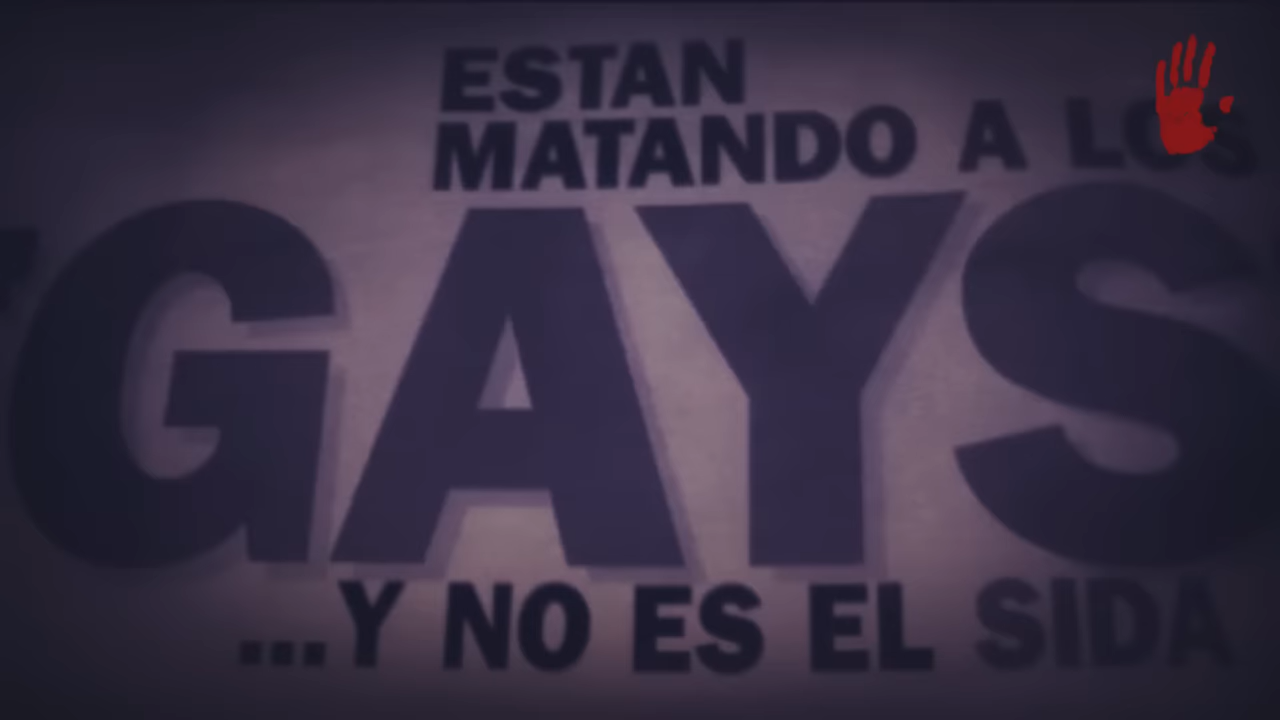 ESTAN
MATANDO A LOS
"GAYS
...Y NO ES EL SIDA